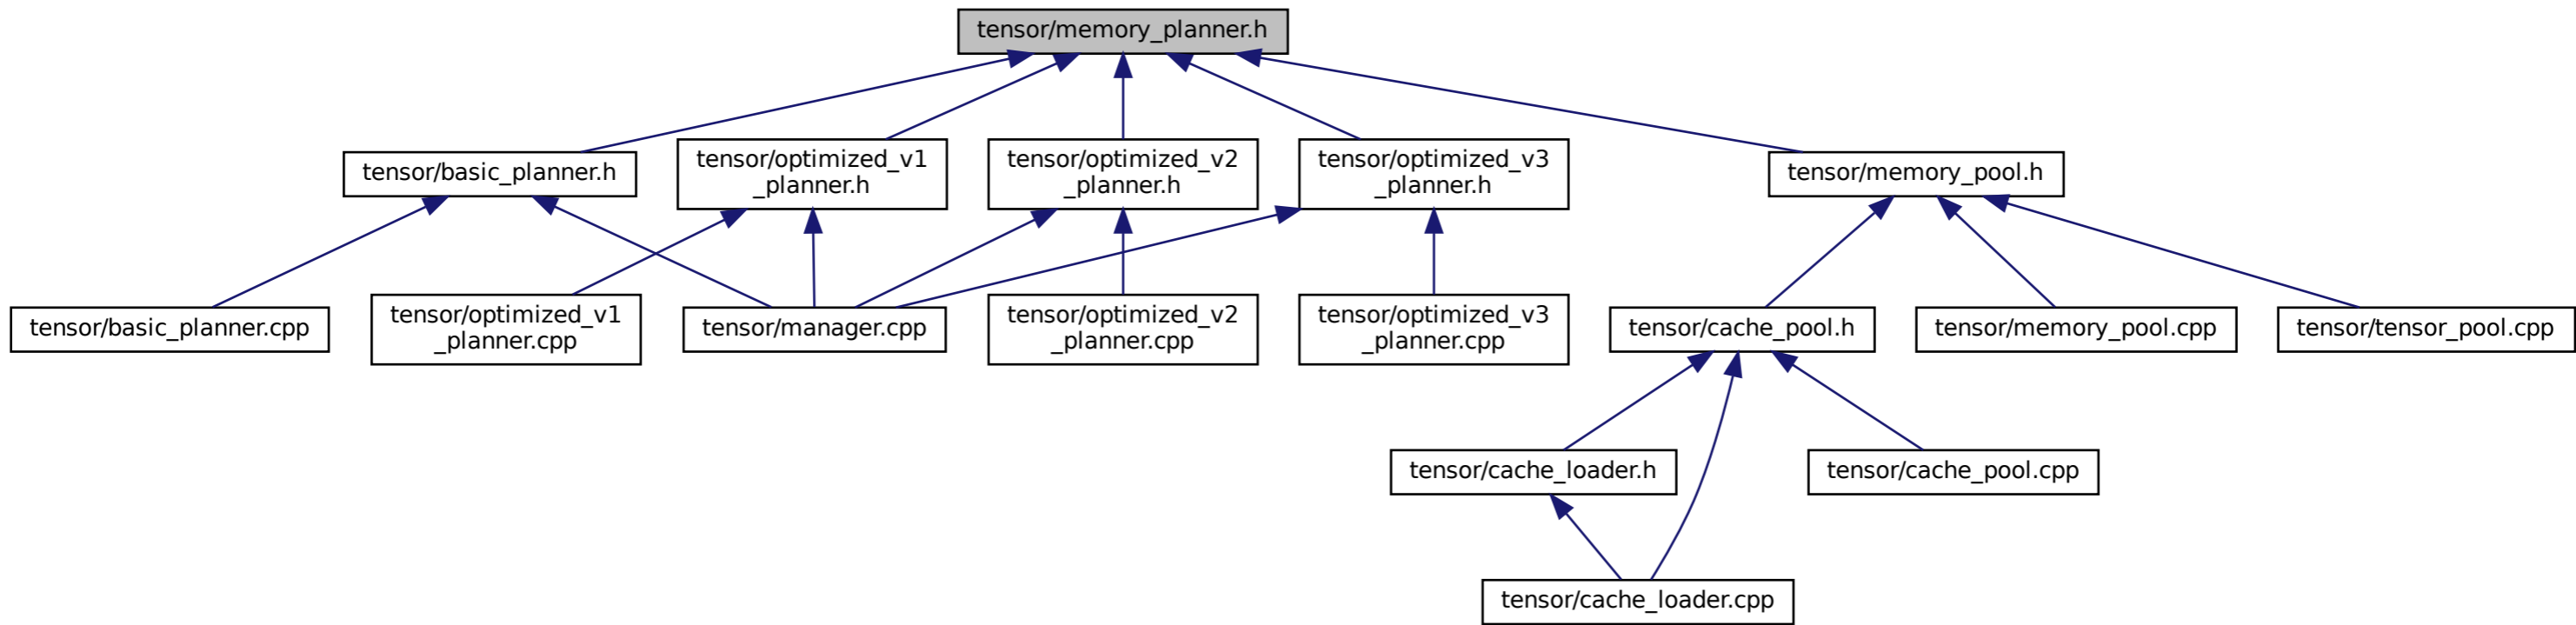 tensor/memory_planner.h
tensor/basic_planner.h
tensor/optimized_v1
_planner.h
tensor/optimized_v2
_planner.h
tensor/optimized_v3
_planner.h
tensor/memory_pool.h
tensor/basic_planner.cpp
tensor/optimized_v1
_planner.cpp
tensor/manager.cpp
tensor/optimized_v2
_planner.cpp
tensor/optimized_v3
_planner.cpp
tensor/cache_pool.h
tensor/memory_pool.cpp
tensor/tensor_pool.cpp
tensor/cache_loader.h
tensor/cache_pool.cpp
tensor/cache_loader.cpp